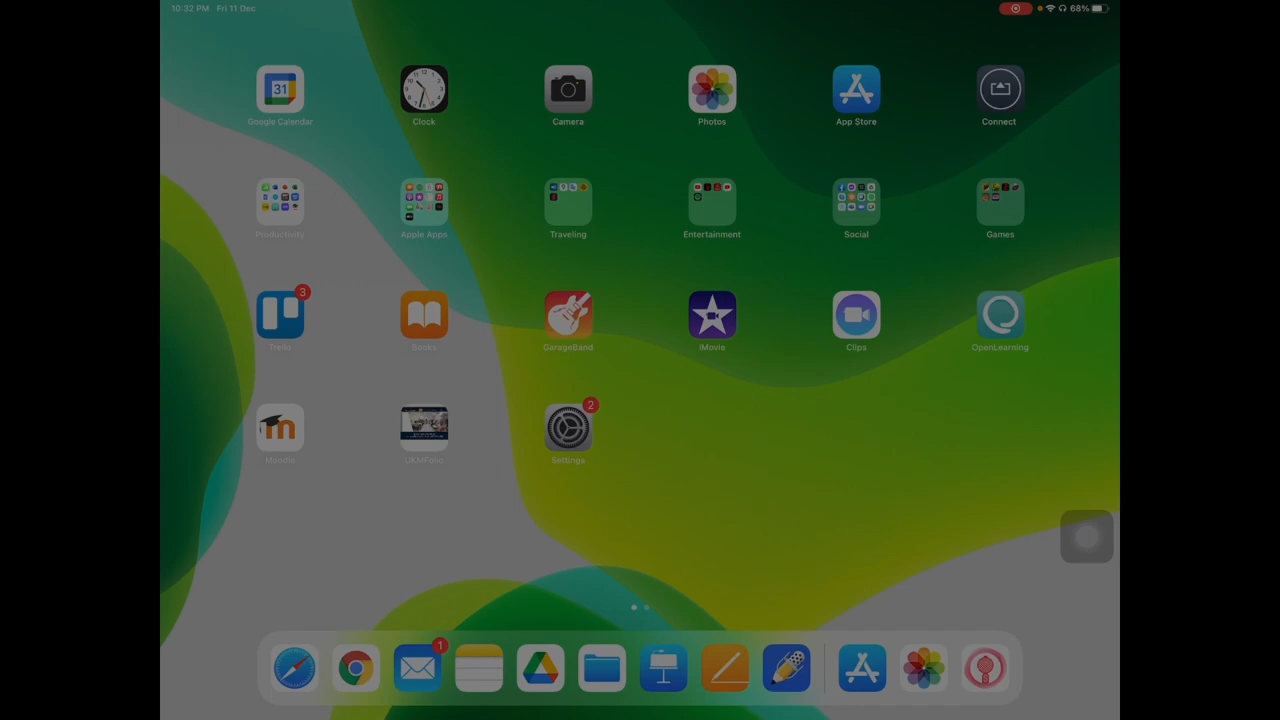 10:32 PM Fri 11 Dec 68%
31
Google Calendar Clock Camera Photos App Store Connect
Productivity Apple Apps Traveling Entertainment Social Games
3
Trello Books GarageBand iMovie Clips OpenLearning
2
Moodle UKMFolio Settings
1